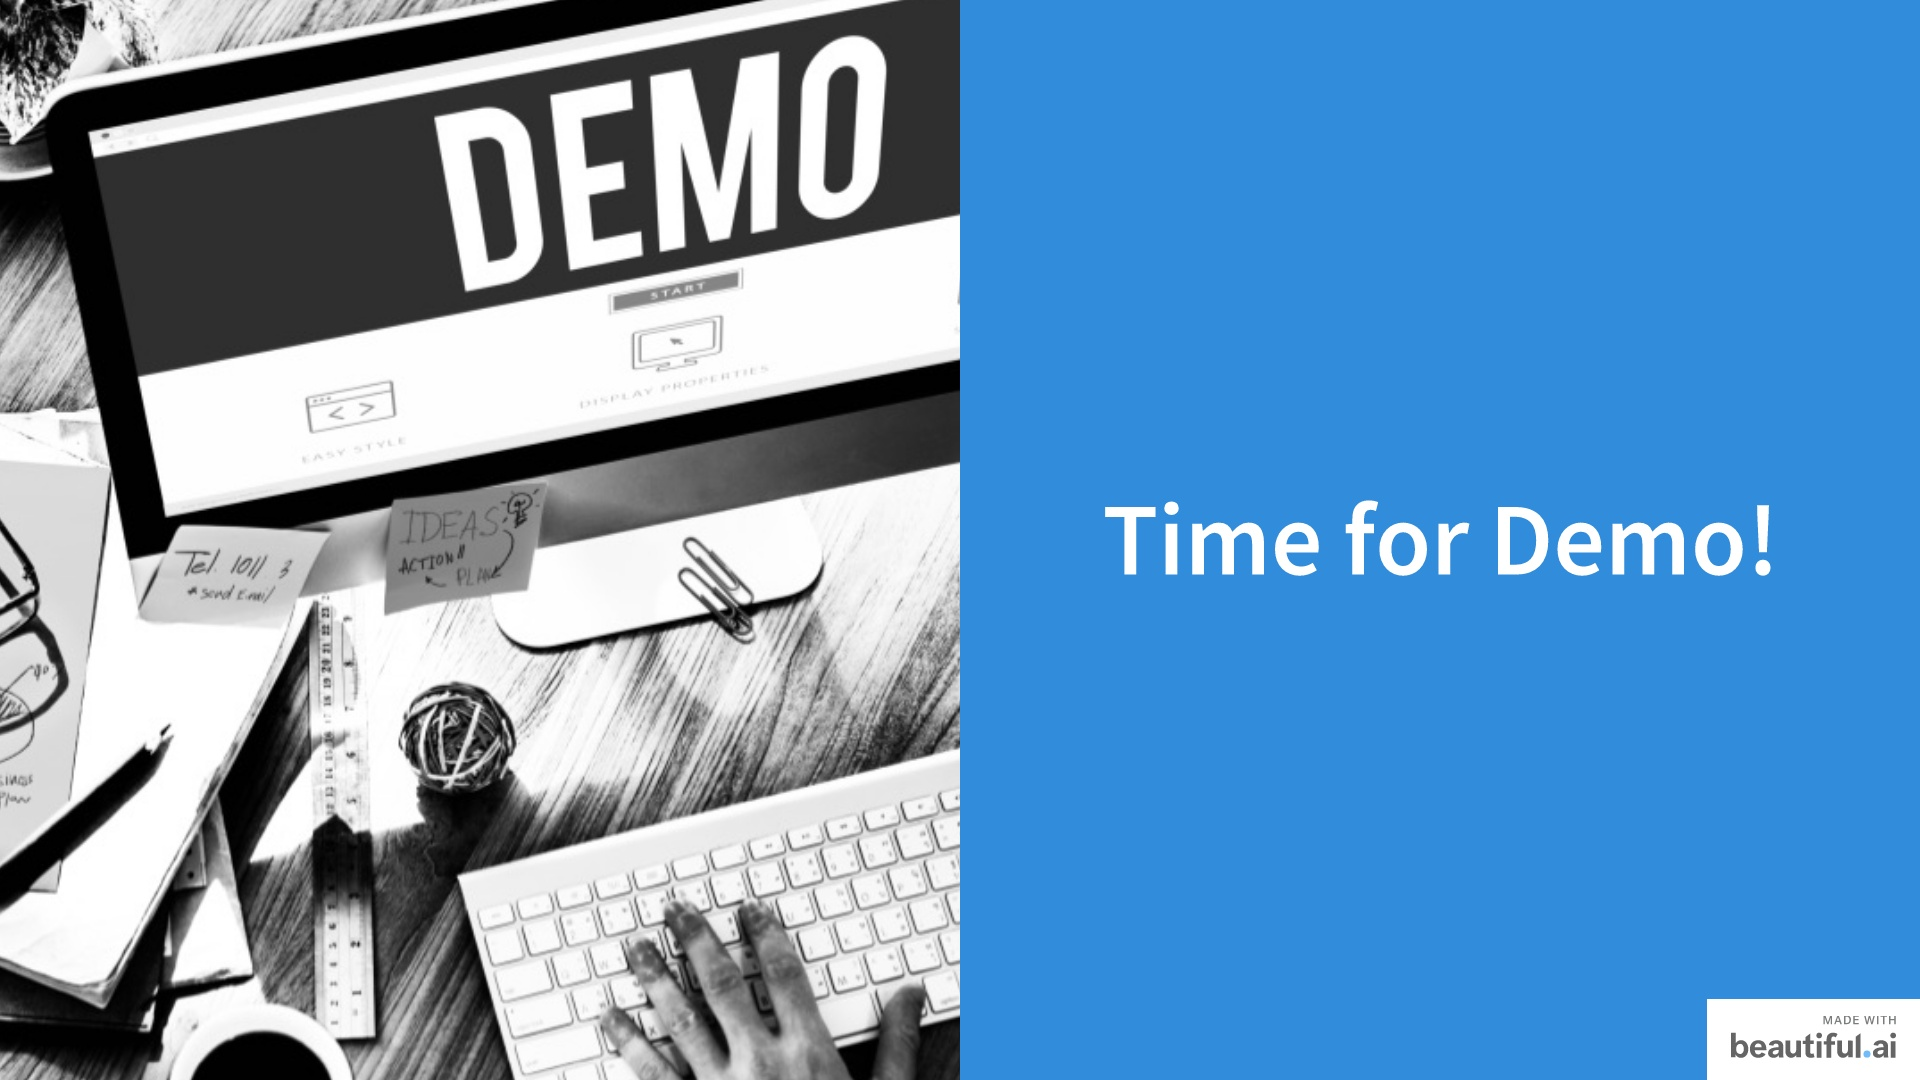 DEMO
START
DISPLAY PROPERTIES
EASY STYLE
IDEAS
ACTION
PLAN
Tel. 1011 3
*send E-mail
Plan
Time for Demo!
MADE WITH
beautiful.ai